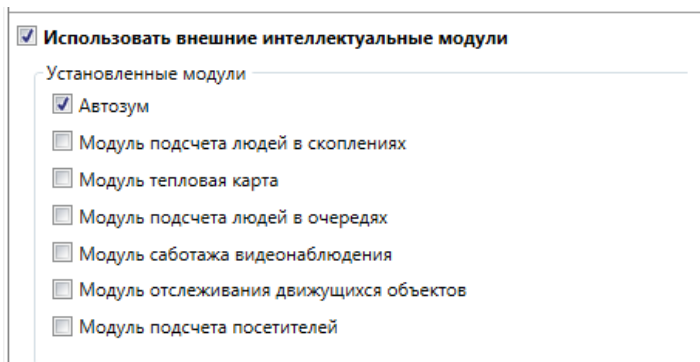 Использовать внешние интеллектуальные модули
Установленные модули
Автозум
Модуль подсчета людей в скоплениях
Модуль тепловая карта
Модуль подсчета людей в очередях
Модуль саботажа видеонаблюдения
Модуль отслеживания движущихся объектов
Модуль подсчета посетителей